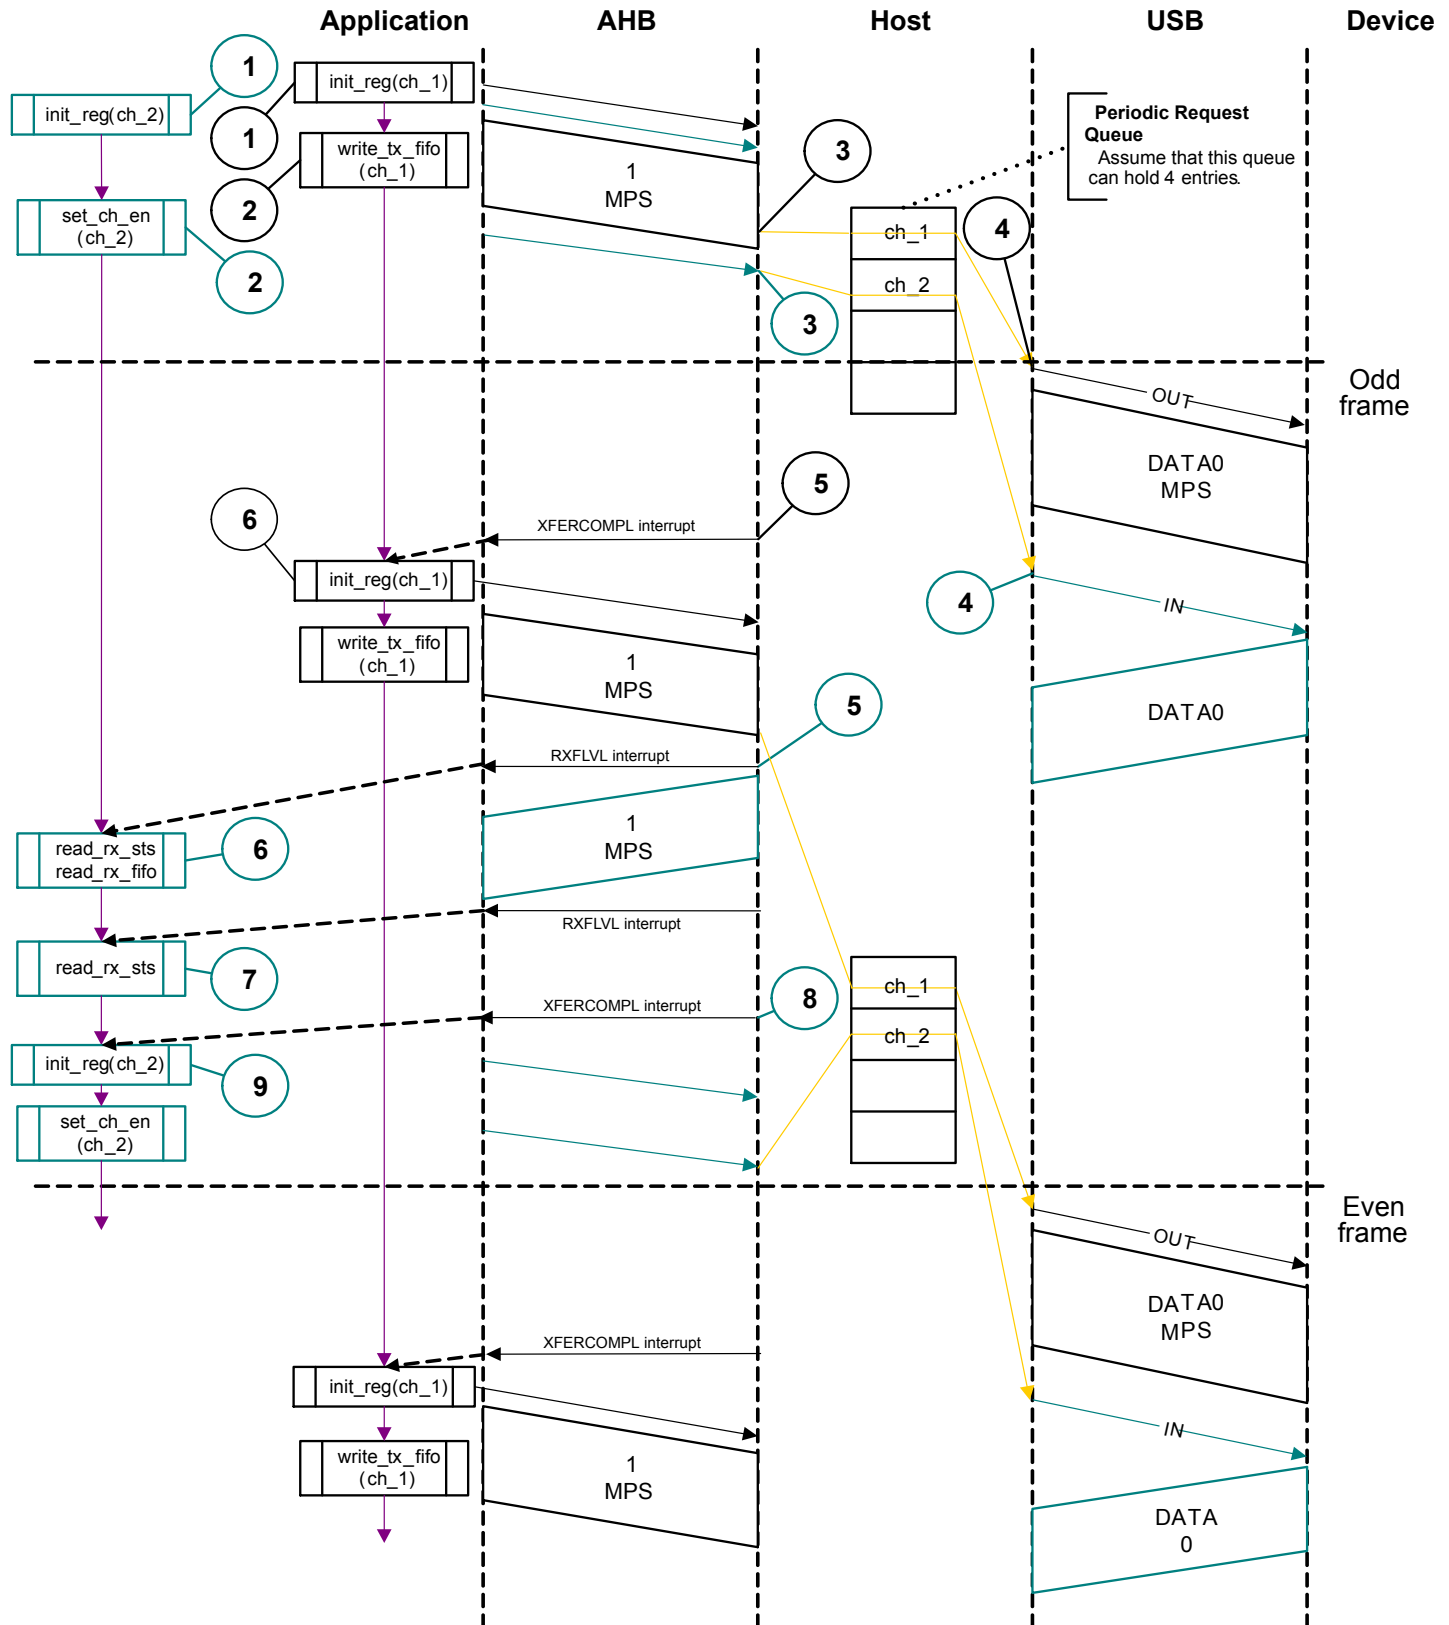 Application
AHB
Host
USB
Device
1
init_reg(ch_1)
init_reg(ch_2)
1
Periodic Request
Queue
Assume that this queue
can hold 4 entries.
write_tx_fifo
(ch_1)
3
1
MPS
2
set_ch_en
(ch_2)
ch_1
4
2
ch_2
3
Odd
frame
OUT
DATA0
MPS
5
6
XFERCOMPL interrupt
init_reg(ch_1)
4
IN
write_tx_fifo
(ch_1)
1
MPS
5
DATA0
RXFLVL interrupt
1
MPS
read_rx_sts
read_rx_fifo
6
RXFLVL interrupt
read_rx_sts
7
ch_1
8
XFERCOMPL interrupt
ch_2
init_reg(ch_2)
9
set_ch_en
(ch_2)
Even
frame
OUT
DATA0
MPS
XFERCOMPL interrupt
init_reg(ch_1)
IN
write_tx_fifo
(ch_1)
1
MPS
DATA
0